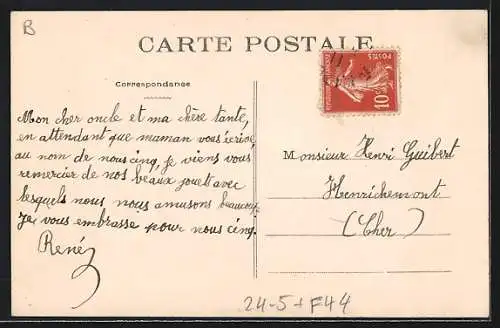 B
CARTE POSTALE
Correspondance
Mon cher oncle et ma chère tante,
en attendant que maman vous écrive
au nom de nous cinq, je viens vous
remercier de nos beaux jouets avec
lesquels nous nous amusons beaucoup
Je vous embrasse pour nous cinq.
René
POSTES
10
Monsieur Henri Guibert
Henrichemont
(Cher)
24-5+F44